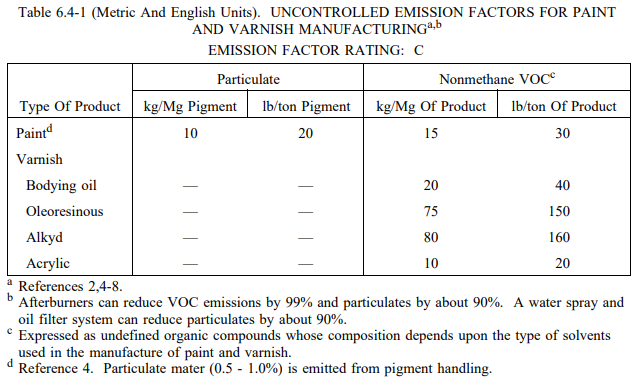 Table 6.4-1 (Metric And English Units). UNCONTROLLED EMISSION FACTORS FOR PAINT
AND VARNISH MANUFACTURINGa,b
EMISSION FACTOR RATING: C
Particulate Nonmethane VOCc
Type Of Product kg/Mg Pigment lb/ton Pigment kg/Mg Of Product lb/ton Of Product
Paintd 10 20 15 30
Varnish
Bodying oil — — 20 40
Oleoresinous — — 75 150
Alkyd — — 80 160
Acrylic — — 10 20
a References 2,4-8.
b Afterburners can reduce VOC emissions by 99% and particulates by about 90%. A water spray and
oil filter system can reduce particulates by about 90%.
c Expressed as undefined organic compounds whose composition depends upon the type of solvents
used in the manufacture of paint and varnish.
d Reference 4. Particulate mater (0.5 - 1.0%) is emitted from pigment handling.